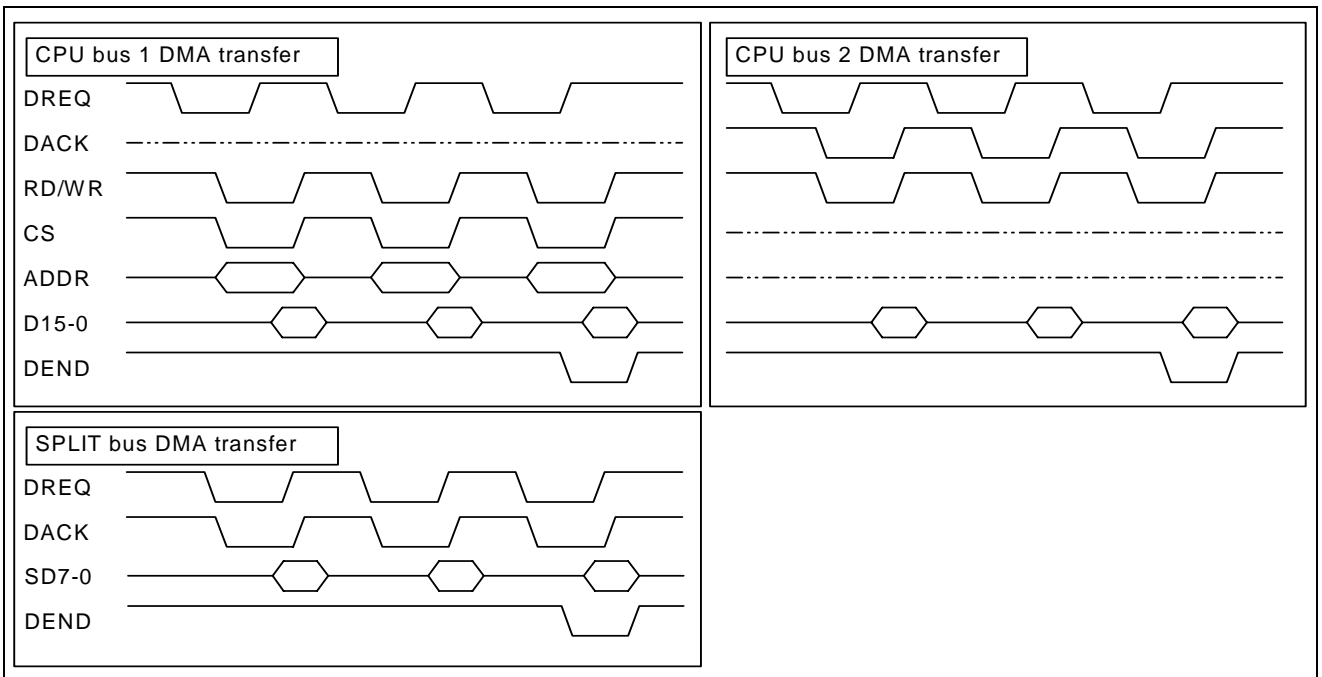 CPU bus 1 DMA transfer
DREQ
DACK
RD/WR
CS
ADDR
D15-0
DEND
CPU bus 2 DMA transfer
SPLIT bus DMA transfer
DREQ
DACK
SD7-0
DEND